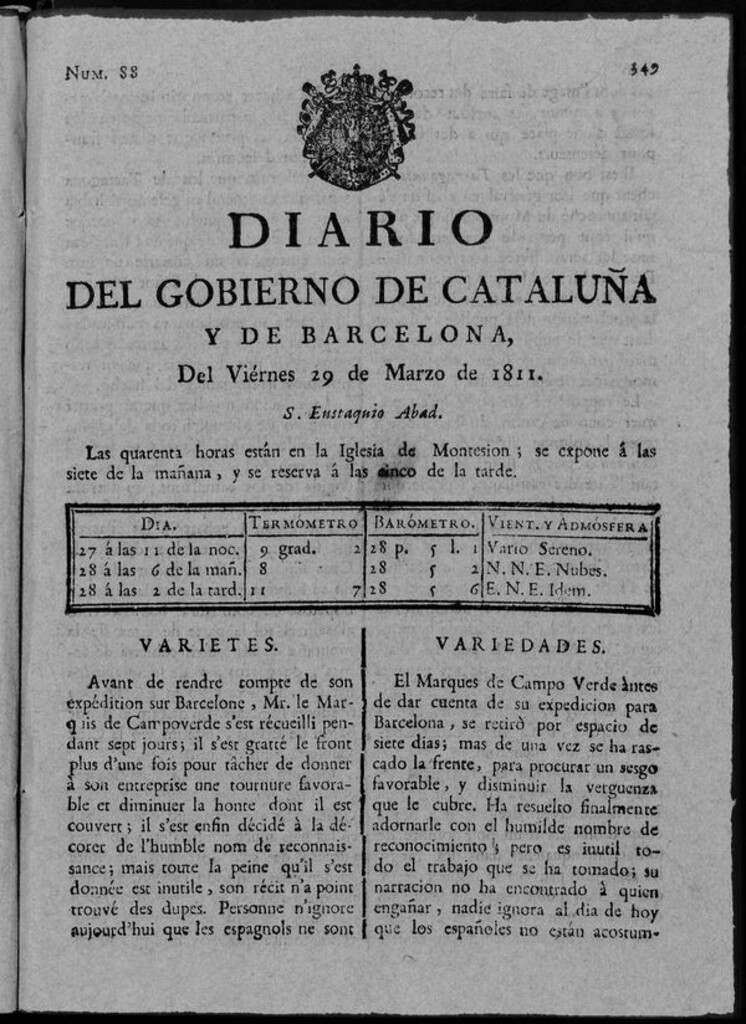 NUM. 88
349
DIARIO
DEL GOBIERNO DE CATALUÑA
Y DE BARCELONA,
Del Viérnes 29 de Marzo de 1811.
S. Eustaquio Abad.
Las quarenta horas están en la Iglesia de Montesion ; se expone á las
siete de la mañana , y se reserva á las cinco de la tarde.
DIA. TERMÓMETRO BARÓMETRO. VIENT. Y ADMÓSFERA
27 á las 11 de la noc. 9 grad. 2 28 p. 5 l. 1 Vario Sereno.
28 á las 6 de la mañ. 8 28 5 2 N. N. E. Nubes.
28 á las 2 de la tard. 11 7 28 5 6 E. N. E. Idem.
VARIETES.
Avant de rendre compte de son
expédition sur Barcelone , Mr. le Mar-
quis de Campoverde s'est récueilli pen-
dant sept jours ; il s'est gratté le front
plus d'une fois pour tâcher de donner
à son entreprise une tournure favora-
ble et diminuer la honte dont il est
couvert ; il s'est enfin décidé à la dé-
corer de l'humble nom de reconnais-
sance ; mais toute la peine qu'il s'est
donnée est inutile , son récit n'a point
trouvé des dupes. Personne n'ignore
aujourd'hui que les espagnols ne sont
VARIEDADES.
El Marques de Campo Verde ántes
de dar cuenta de su expedicion para
Barcelona , se retiró por espacio de
siete dias ; mas de una vez se ha ras-
cado la frente, para procurar un sesgo
favorable , y disminuir la verguenza
que le cubre. Ha resuelto finalmente
adornarle con el humilde nombre de
reconocimiento ; pero es inutil to-
do el trabajo que se ha tomado ; su
narracion no ha encontrado á quien
engañar , nadie ignora al dia de hoy
que los españoles no están acostum-